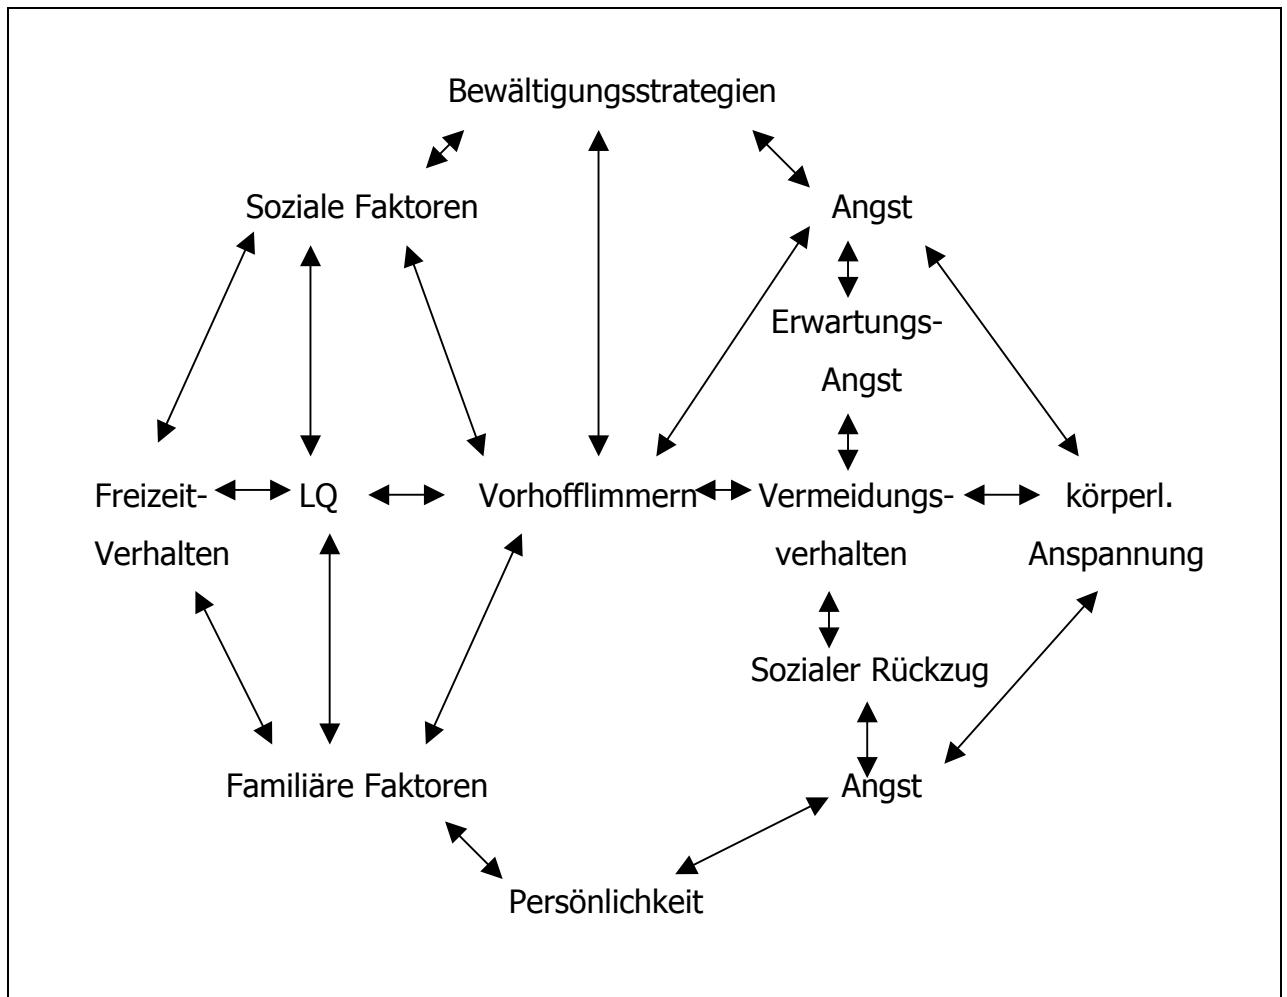 Bewältigungsstrategien
Soziale Faktoren Angst
Erwartungs-
Angst
Freizeit- LQ Vorhofflimmern Vermeidungs- körperl.
Verhalten verhalten Anspannung
Sozialer Rückzug
Familiäre Faktoren Angst
Persönlichkeit